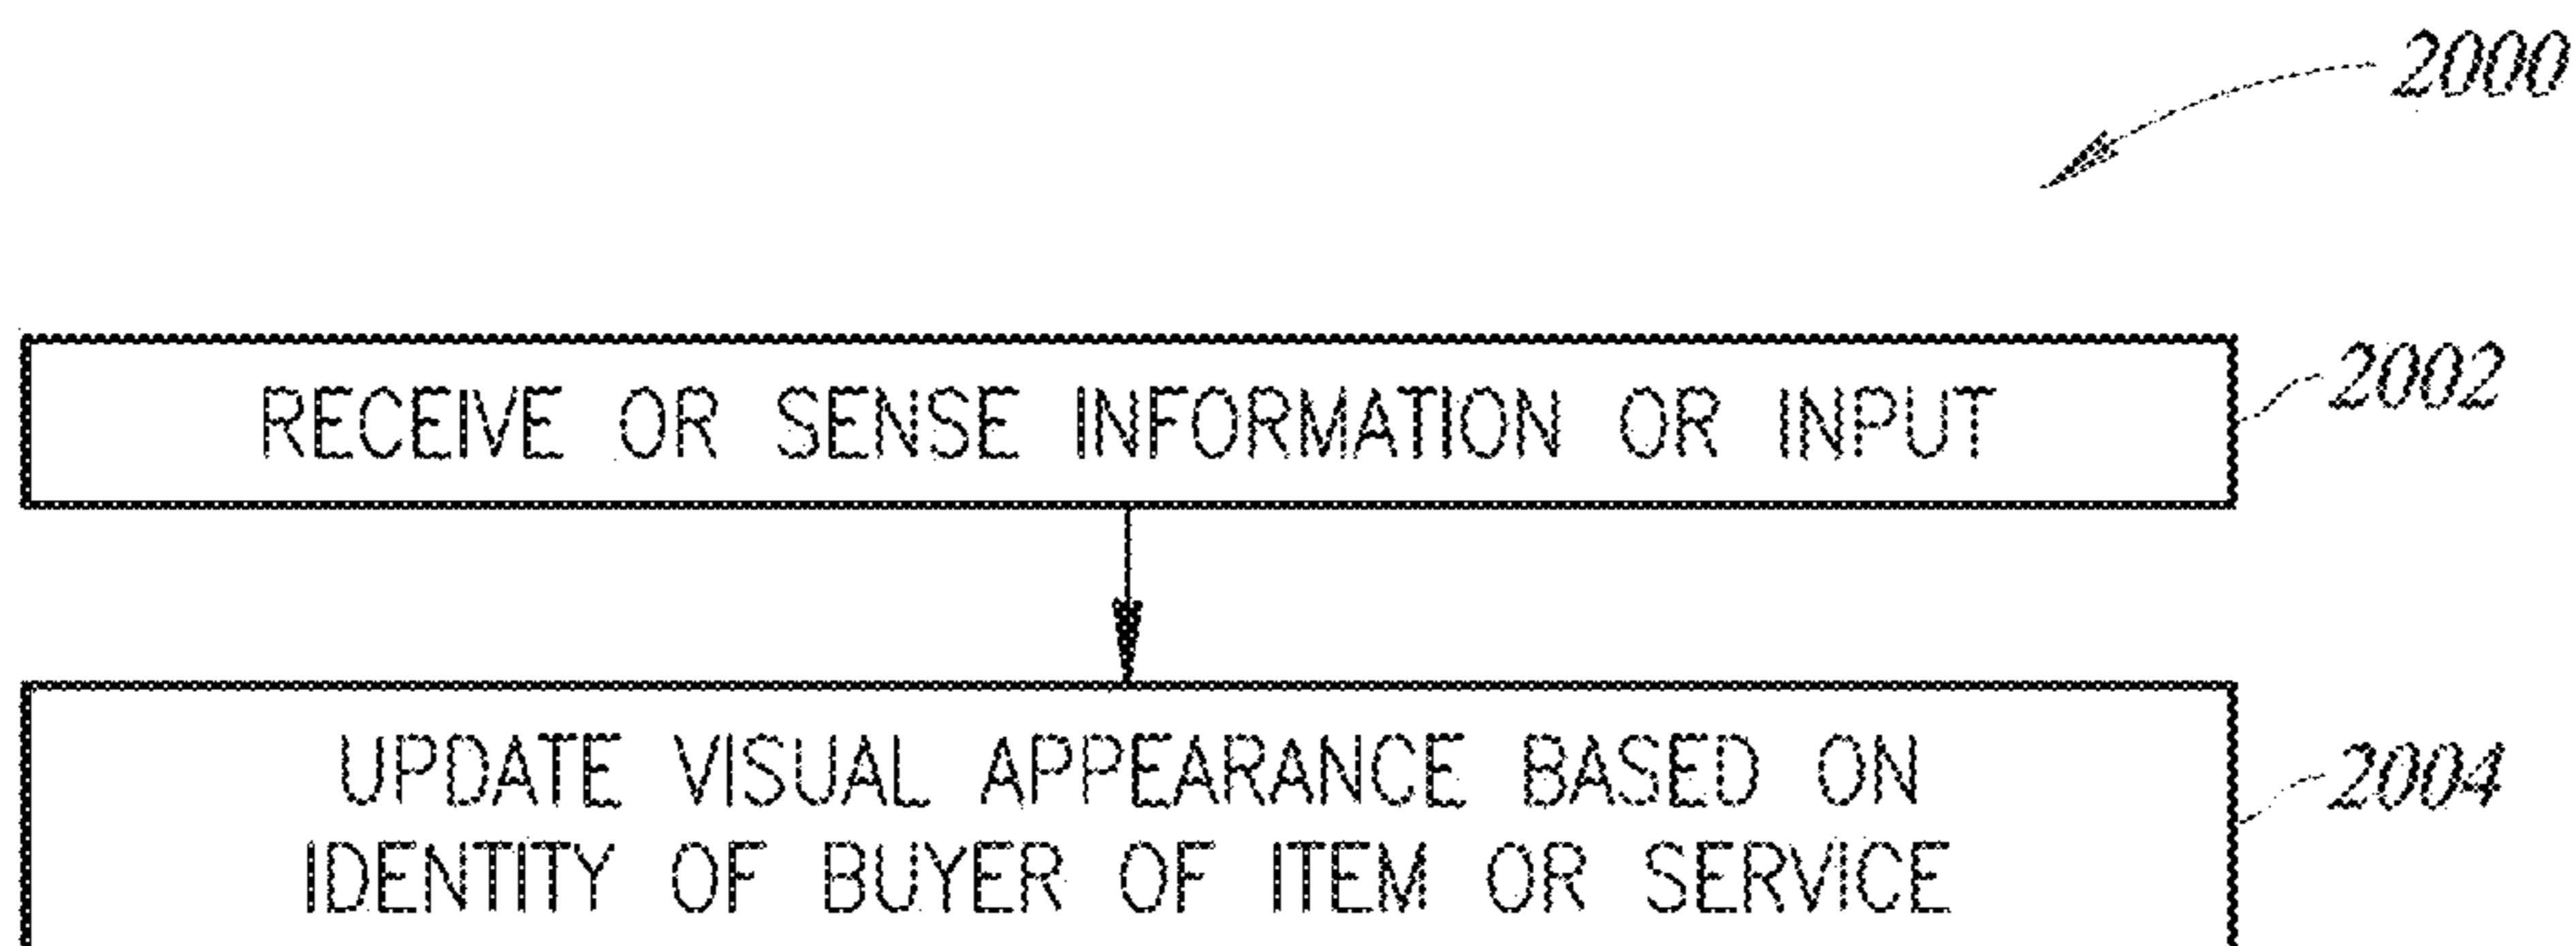 2000
RECEIVE OR SENSE INFORMATION OR INPUT
2002
UPDATE VISUAL APPEARANCE BASED ON
IDENTITY OF BUYER OF ITEM OR SERVICE
2004